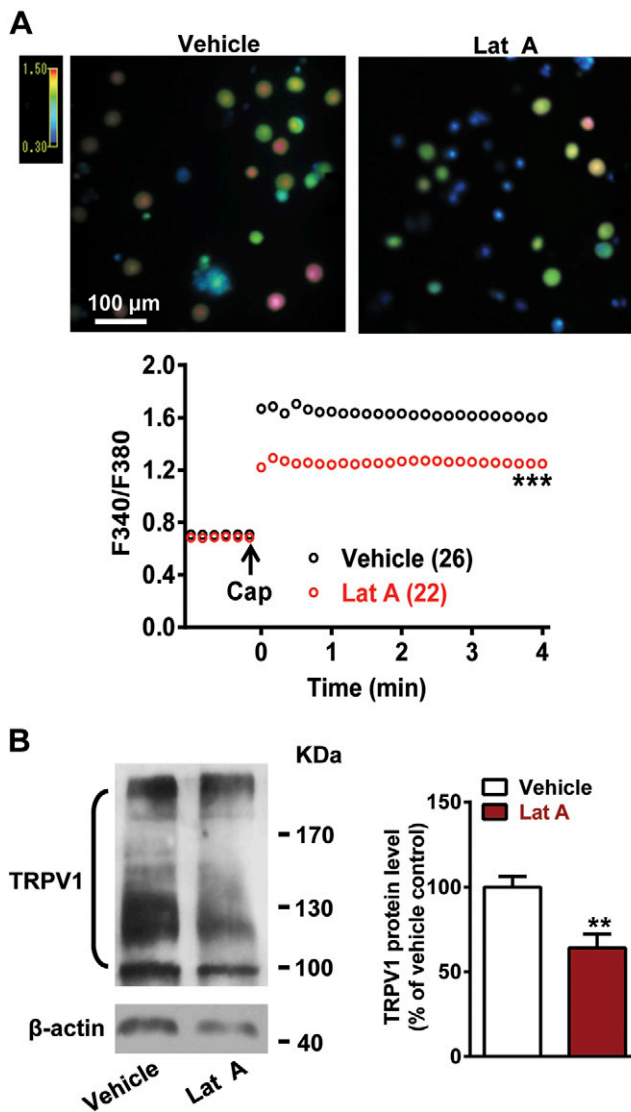 A
Vehicle
Lat A
1.50
0.30
100 µm
2.0
1.6
1.2
0.8
0.4
0.0
F340/F380
***
Cap
Vehicle (26)
Lat A (22)
0 1 2 3 4
Time (min)
B
KDa
TRPV1
170
130
100
β-actin
40
Vehicle
Lat A
Vehicle
Lat A
150
100
50
0
TRPV1 protein level
(% of vehicle control)
**